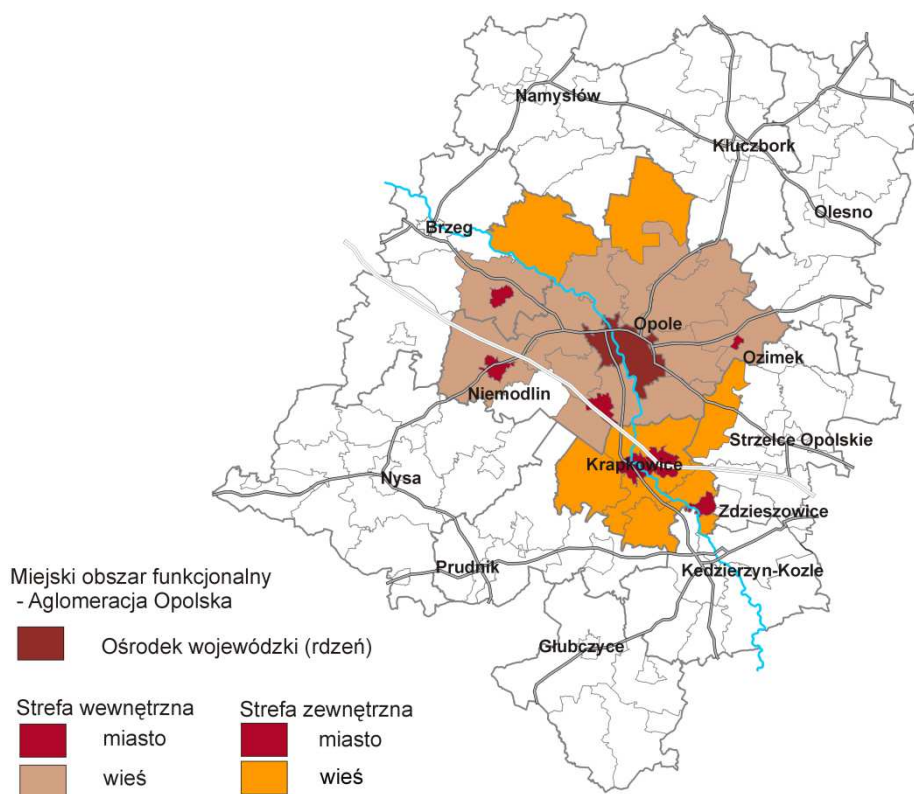 Namysłów
Kluczbork
Olesno
Brzeg
Opole
Ozimek
Niemodlin
Strzelce Opolskie
Krapkowice
Nysa
Zdzieszowice
Prudnik
Kędzierzyn-Kozle
Głubczyce
Miejski obszar funkcjonalny
- Aglomeracja Opolska
Ośrodek wojewódzki (rdzeń)
Strefa wewnętrzna
miasto
wieś
Strefa zewnętrzna
miasto
wieś